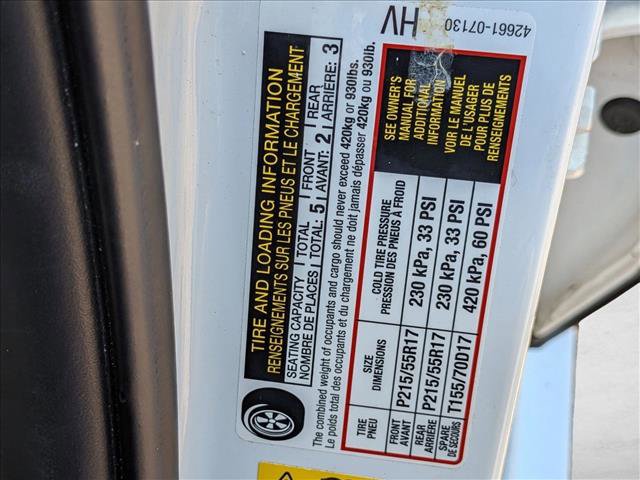 TIRE AND LOADING INFORMATION
RENSEIGNEMENTS SUR LES PNEUS ET LE CHARGEMENT
SEATING CAPACITY TOTAL FRONT REAR
NOMBRE DE PLACES TOTAL: 5 AVANT: 2 ARRIÈRE: 3
The combined weight of occupants and cargo should never exceed 420kg or 930lbs.
Le poids total des occupants et du chargement ne doit jamais dépasser 420kg ou 930lb.
TIRE SIZE COLD TIRE PRESSURE
PNEU DIMENSIONS PRESSION DES PNEUS À FROID
FRONT AVANT P215/55R17 230 kPa, 33 PSI
REAR ARRIÈRE P215/55R17 230 kPa, 33 PSI
SPARE DE SECOURS T155/70D17 420 kPa, 60 PSI
SEE OWNER'S
MANUAL FOR
ADDITIONAL
INFORMATION
VOIR LE MANUEL
DE L'USAGER
POUR PLUS DE
RENSEIGNEMENTS
HV
42661-07130